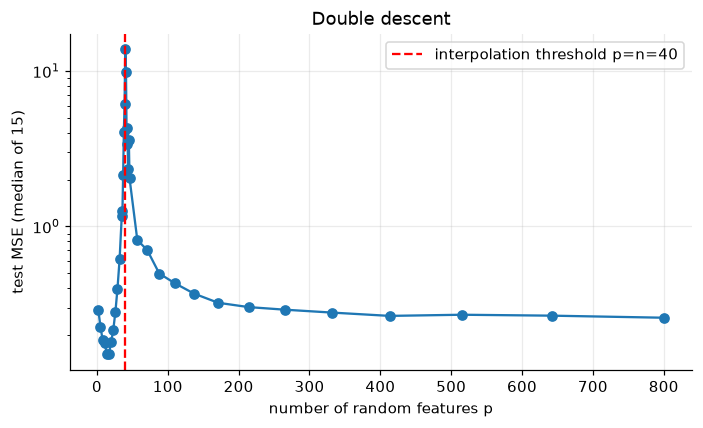 Double descent
interpolation threshold p=n=40
test MSE (median of 15)
10¹
10⁰
0 100 200 300 400 500 600 700 800
number of random features p